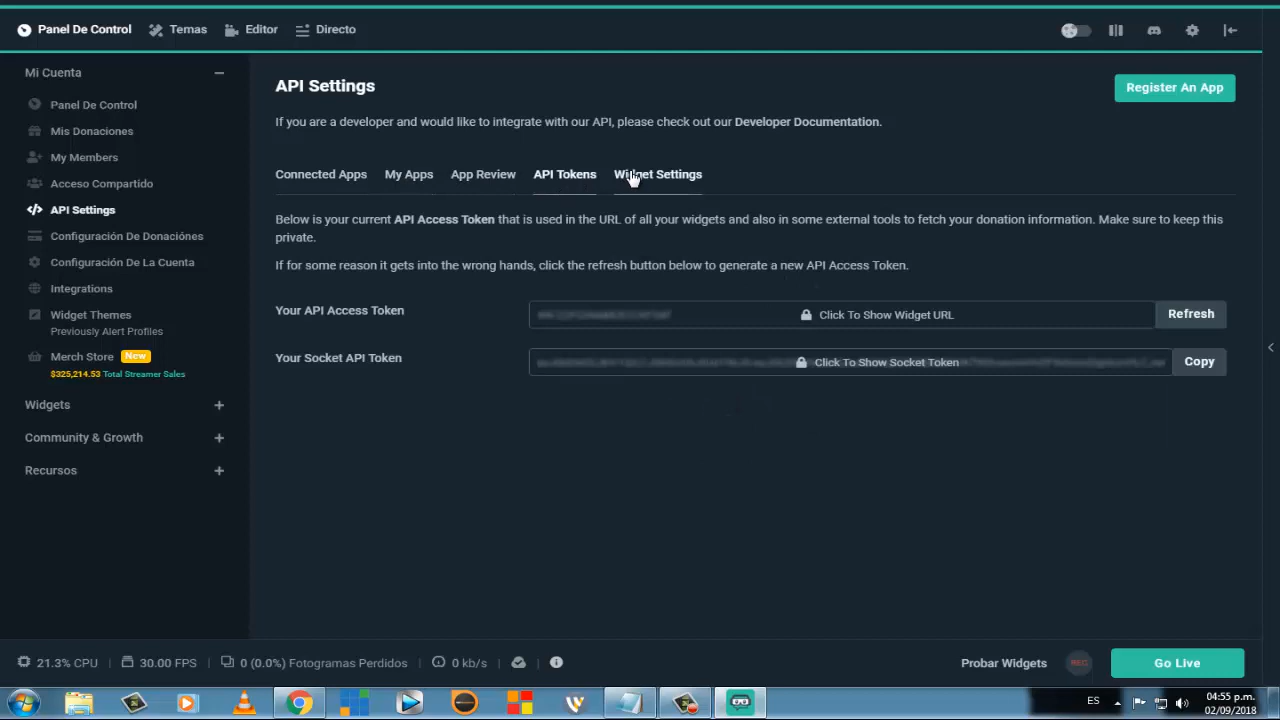 Panel De Control
Temas
Editor
Directo
Mi Cuenta
Panel De Control
Mis Donaciones
My Members
Acceso Compartido
API Settings
Configuración De Donaciónes
Configuración De La Cuenta
Integrations
Widget Themes
Previously Alert Profiles
Merch Store New
$325,214.53 Total Streamer Sales
Widgets
Community & Growth
Recursos
API Settings
Register An App
If you are a developer and would like to integrate with our API, please check out our Developer Documentation.
Connected Apps
My Apps
App Review
API Tokens
Widget Settings
Below is your current API Access Token that is used in the URL of all your widgets and also in some external tools to fetch your donation information. Make sure to keep this
private.
If for some reason it gets into the wrong hands, click the refresh button below to generate a new API Access Token.
Your API Access Token
Click To Show Widget URL
Refresh
Your Socket API Token
Click To Show Socket Token
Copy
21.3% CPU
30.00 FPS
0 (0.0%) Fotogramas Perdidos
0 kb/s
Probar Widgets
REC
Go Live
ES
04:55 p.m.
02/09/2018